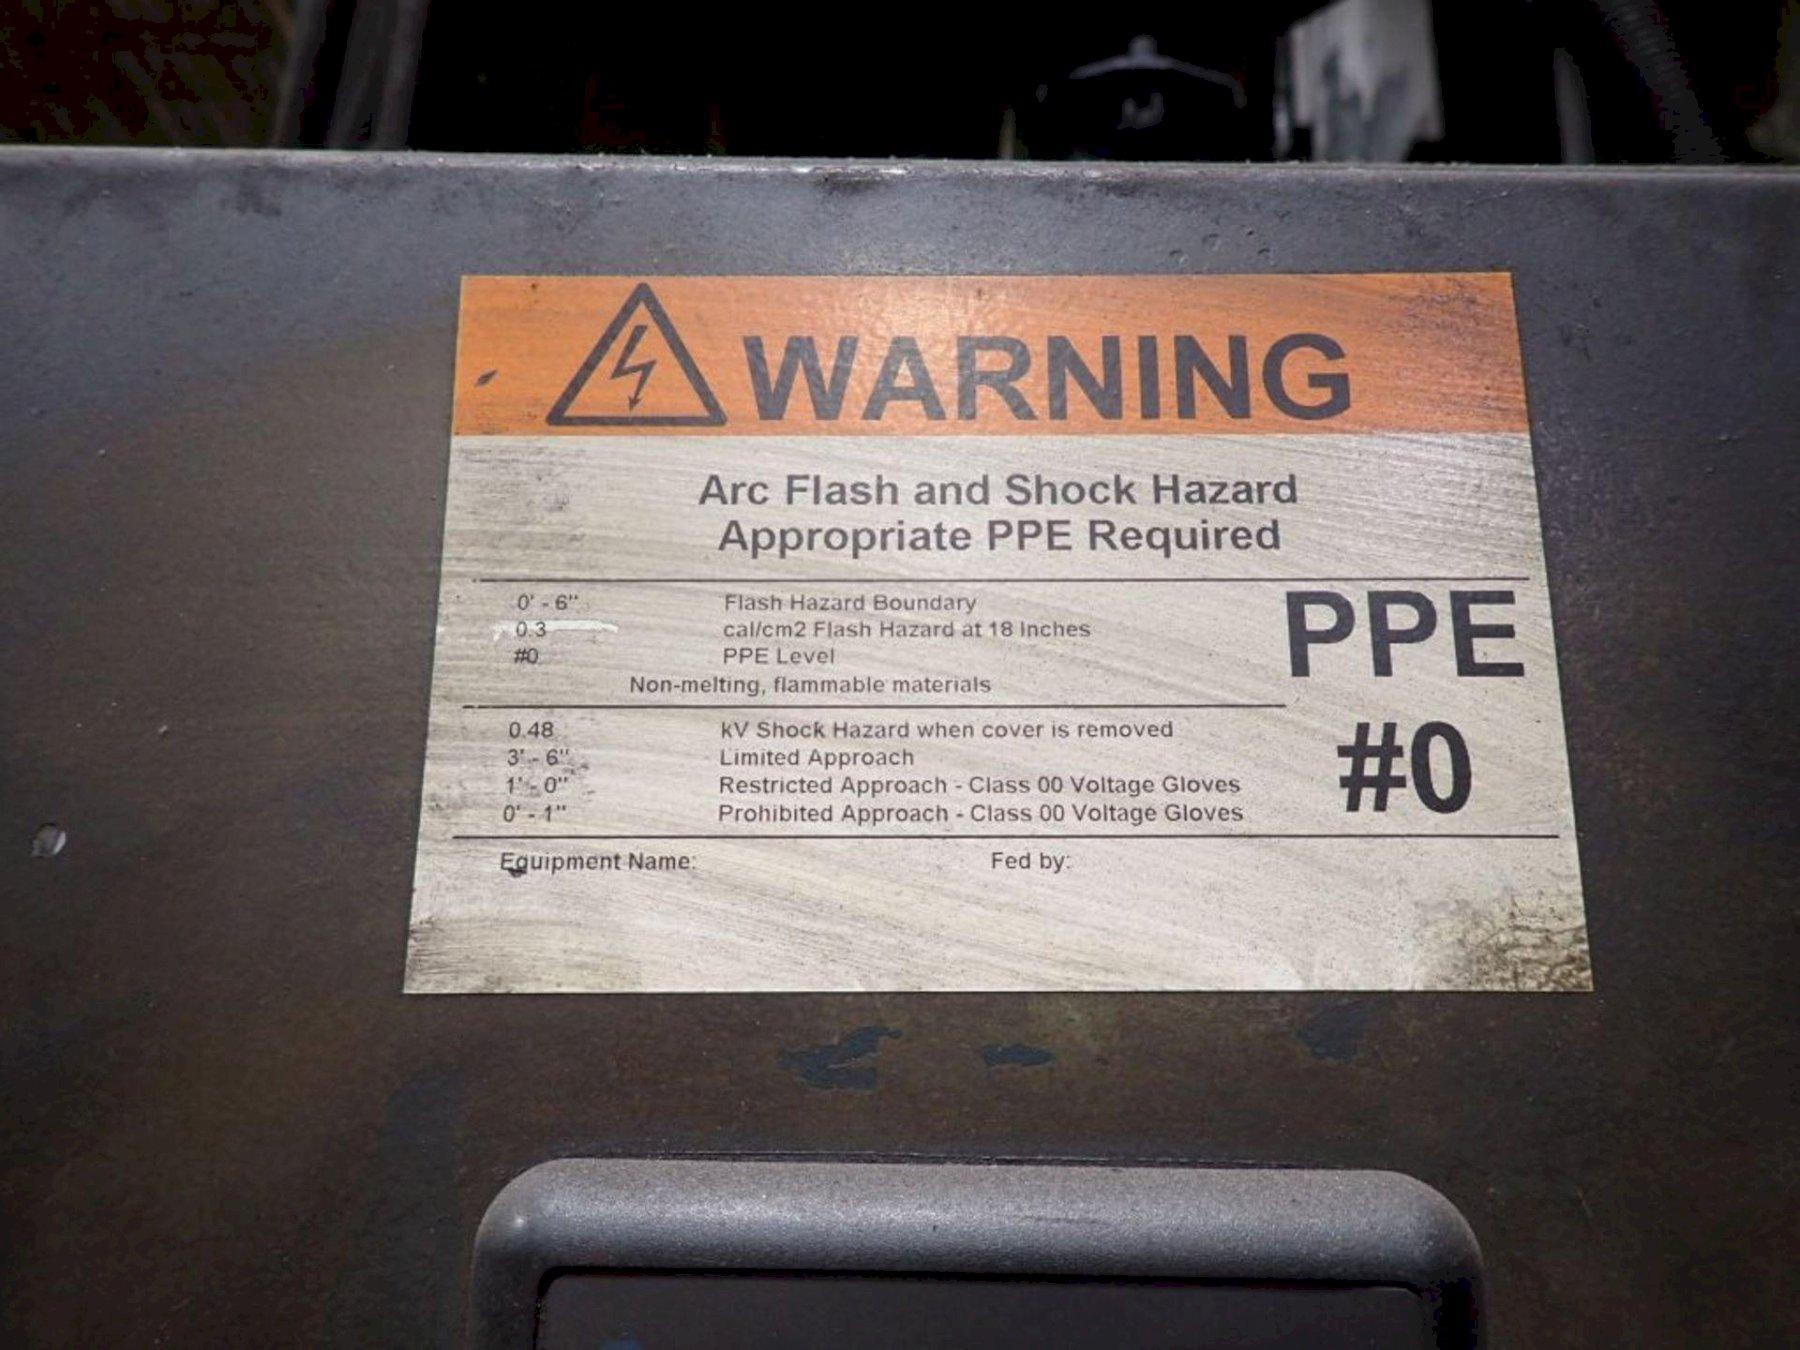 WARNING
Arc Flash and Shock Hazard
Appropriate PPE Required
0' - 6" Flash Hazard Boundary
0.3 cal/cm2 Flash Hazard at 18 Inches
#0 PPE Level
Non-melting, flammable materials
PPE
#0
0.48 kV Shock Hazard when cover is removed
3' - 6" Limited Approach
1' - 0" Restricted Approach - Class 00 Voltage Gloves
0' - 1" Prohibited Approach - Class 00 Voltage Gloves
Equipment Name: Fed by: